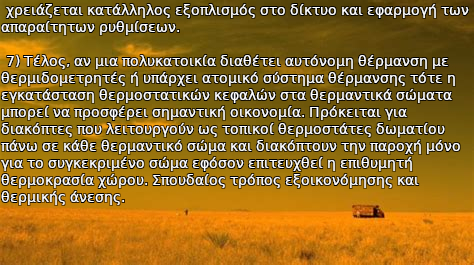 χρειάζεται κατάλληλος εξοπλισμός στο δίκτυο και εφαρμογή των
απαραίτητων ρυθμίσεων.
7) Τέλος, αν μια πολυκατοικία διαθέτει αυτόνομη θέρμανση με
θερμιδομετρητές ή υπάρχει ατομικό σύστημα θέρμανσης τότε η
εγκατάσταση θερμοστατικών κεφαλών στα θερμαντικά σώματα
μπορεί να προσφέρει σημαντική οικονομία. Πρόκειται για
διακόπτες που λειτουργούν ως τοπικοί θερμοστάτες δωματίου
πάνω σε κάθε θερμαντικό σώμα και διακόπτουν την παροχή μόνο
για το συγκεκριμένο σώμα εφόσον επιτευχθεί η επιθυμητή
θερμοκρασία χώρου. Σπουδαίος τρόπος εξοικονόμησης και
θερμικής άνεσης.